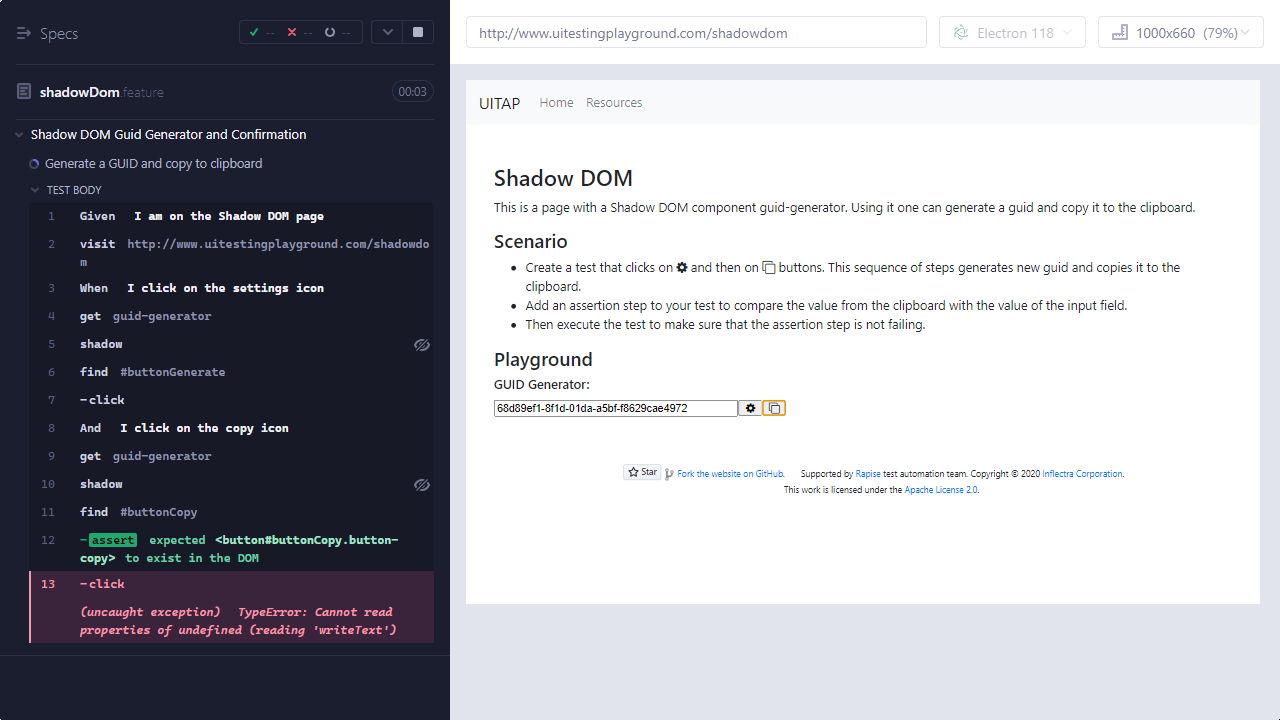 Specs
-- -- --
shadowDom.feature 00:03
Shadow DOM Guid Generator and Confirmation
Generate a GUID and copy to clipboard
TEST BODY
1 Given I am on the Shadow DOM page
2 visit http://www.uitestingplayground.com/shadowdo
m
3 When I click on the settings icon
4 get guid-generator
5 shadow
6 find #buttonGenerate
7 -click
8 And I click on the copy icon
9 get guid-generator
10 shadow
11 find #buttonCopy
12 -assert expected <button#buttonCopy.button-
copy> to exist in the DOM
13 -click
(uncaught exception) TypeError: Cannot read
properties of undefined (reading 'writeText')
http://www.uitestingplayground.com/shadowdom
Electron 118
1000x660 (79%)
UITAP Home Resources
Shadow DOM
This is a page with a Shadow DOM component guid-generator. Using it one can generate a guid and copy it to the clipboard.
Scenario
• Create a test that clicks on and then on buttons. This sequence of steps generates new guid and copies it to the
clipboard.
• Add an assertion step to your test to compare the value from the clipboard with the value of the input field.
• Then execute the test to make sure that the assertion step is not failing.
Playground
GUID Generator:
68d89ef1-8f1d-01da-a5bf-f8629cae4972
Star Fork the website on GitHub. Supported by Rapise test automation team. Copyright © 2020 Inflectra Corporation.
This work is licensed under the Apache License 2.0.